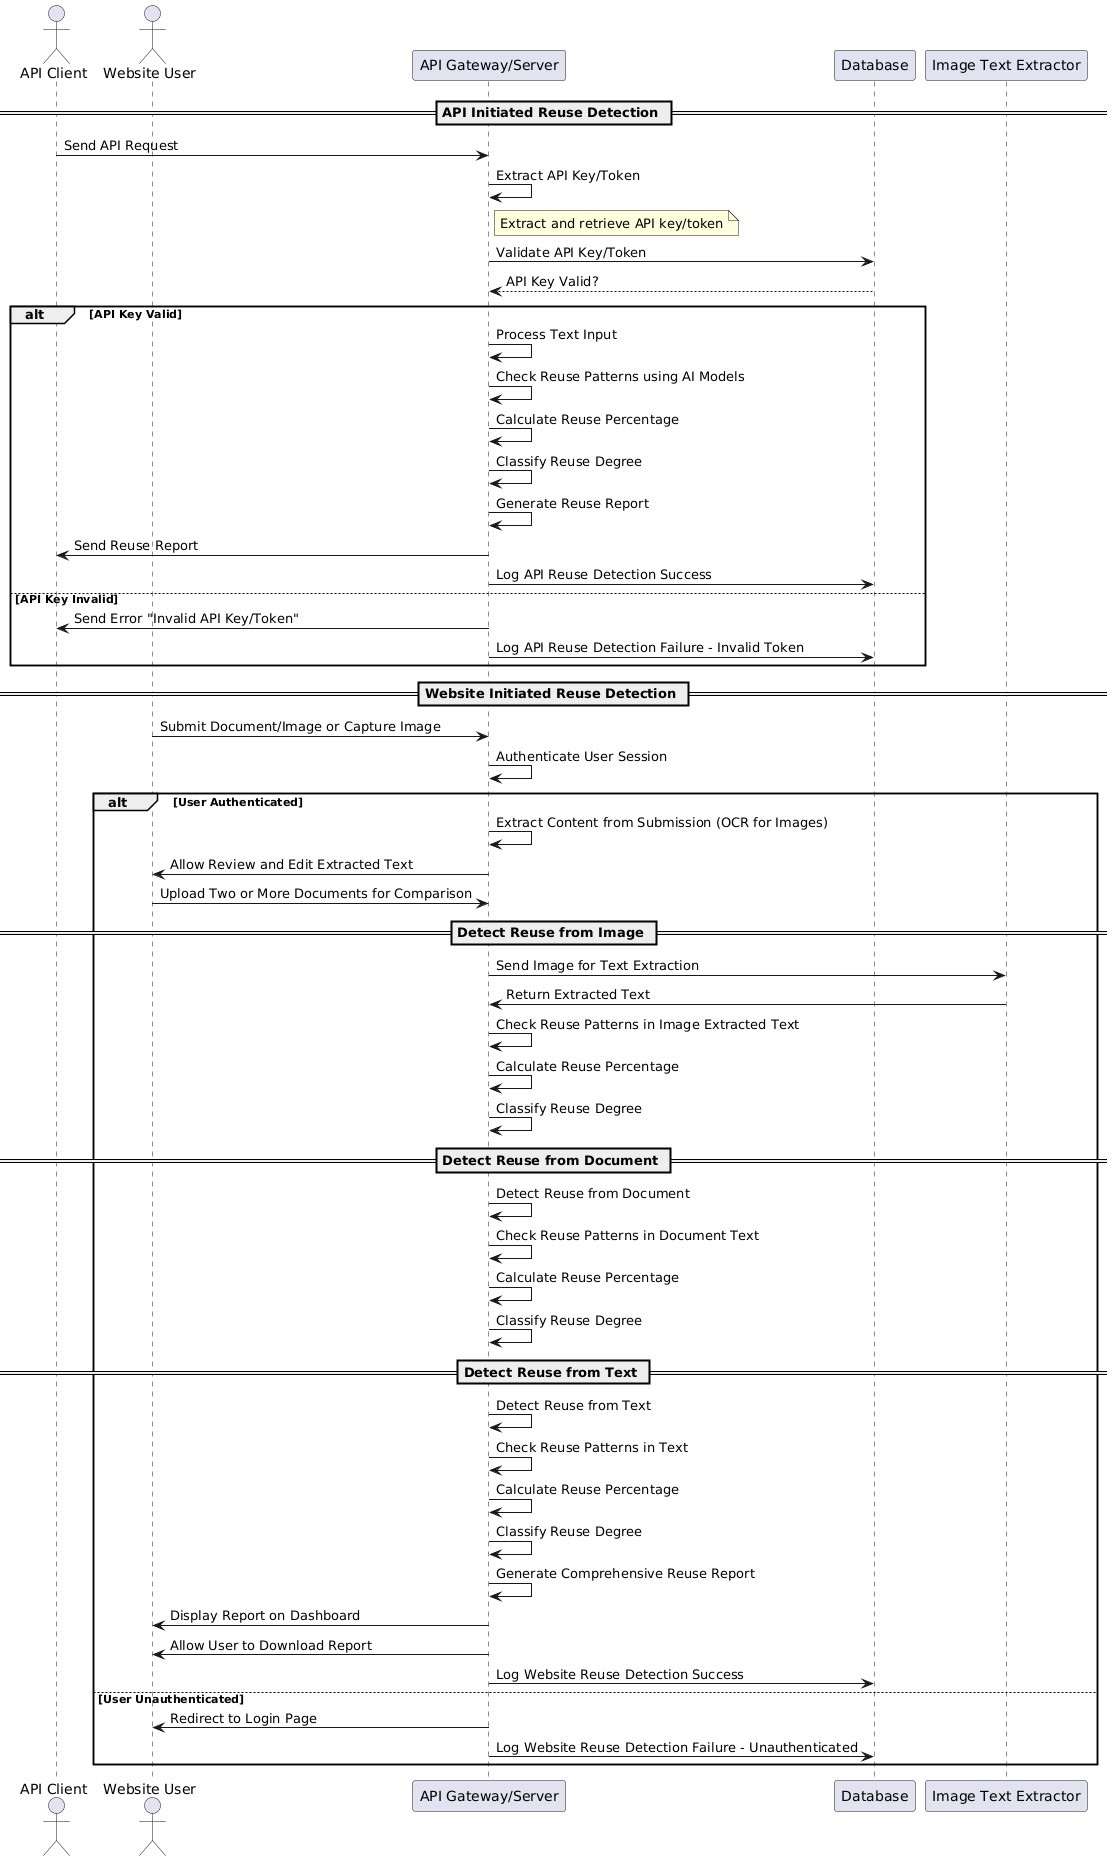 API Client
Website User
API Gateway/Server
Database
Image Text Extractor
API Initiated Reuse Detection
Send API Request
Extract API Key/Token
Extract and retrieve API key/token
Validate API Key/Token
API Key Valid?
alt
[API Key Valid]
Process Text Input
Check Reuse Patterns using AI Models
Calculate Reuse Percentage
Classify Reuse Degree
Generate Reuse Report
Send Reuse Report
Log API Reuse Detection Success
[API Key Invalid]
Send Error "Invalid API Key/Token"
Log API Reuse Detection Failure - Invalid Token
Website Initiated Reuse Detection
Submit Document/Image or Capture Image
Authenticate User Session
alt
[User Authenticated]
Extract Content from Submission (OCR for Images)
Allow Review and Edit Extracted Text
Upload Two or More Documents for Comparison
Detect Reuse from Image
Send Image for Text Extraction
Return Extracted Text
Check Reuse Patterns in Image Extracted Text
Calculate Reuse Percentage
Classify Reuse Degree
Detect Reuse from Document
Detect Reuse from Document
Check Reuse Patterns in Document Text
Calculate Reuse Percentage
Classify Reuse Degree
Detect Reuse from Text
Detect Reuse from Text
Check Reuse Patterns in Text
Calculate Reuse Percentage
Classify Reuse Degree
Generate Comprehensive Reuse Report
Display Report on Dashboard
Allow User to Download Report
Log Website Reuse Detection Success
[User Unauthenticated]
Redirect to Login Page
Log Website Reuse Detection Failure - Unauthenticated
API Client
Website User
API Gateway/Server
Database
Image Text Extractor